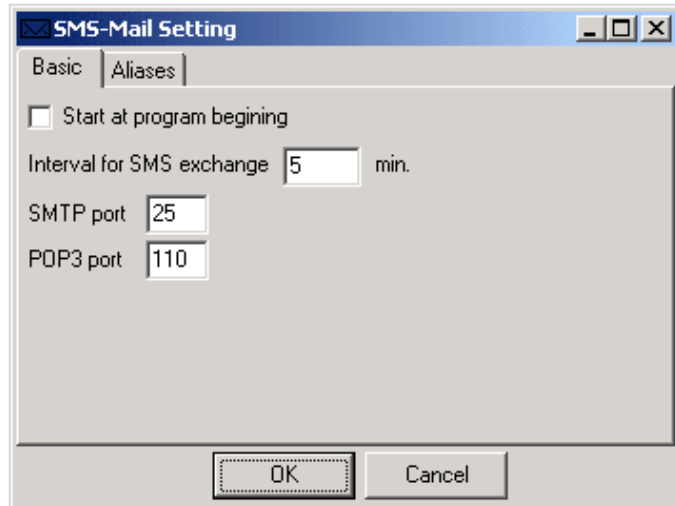 SMS-Mail Setting
Basic Aliases
Start at program begining
Interval for SMS exchange 5 min.
SMTP port 25
POP3 port 110
OK Cancel